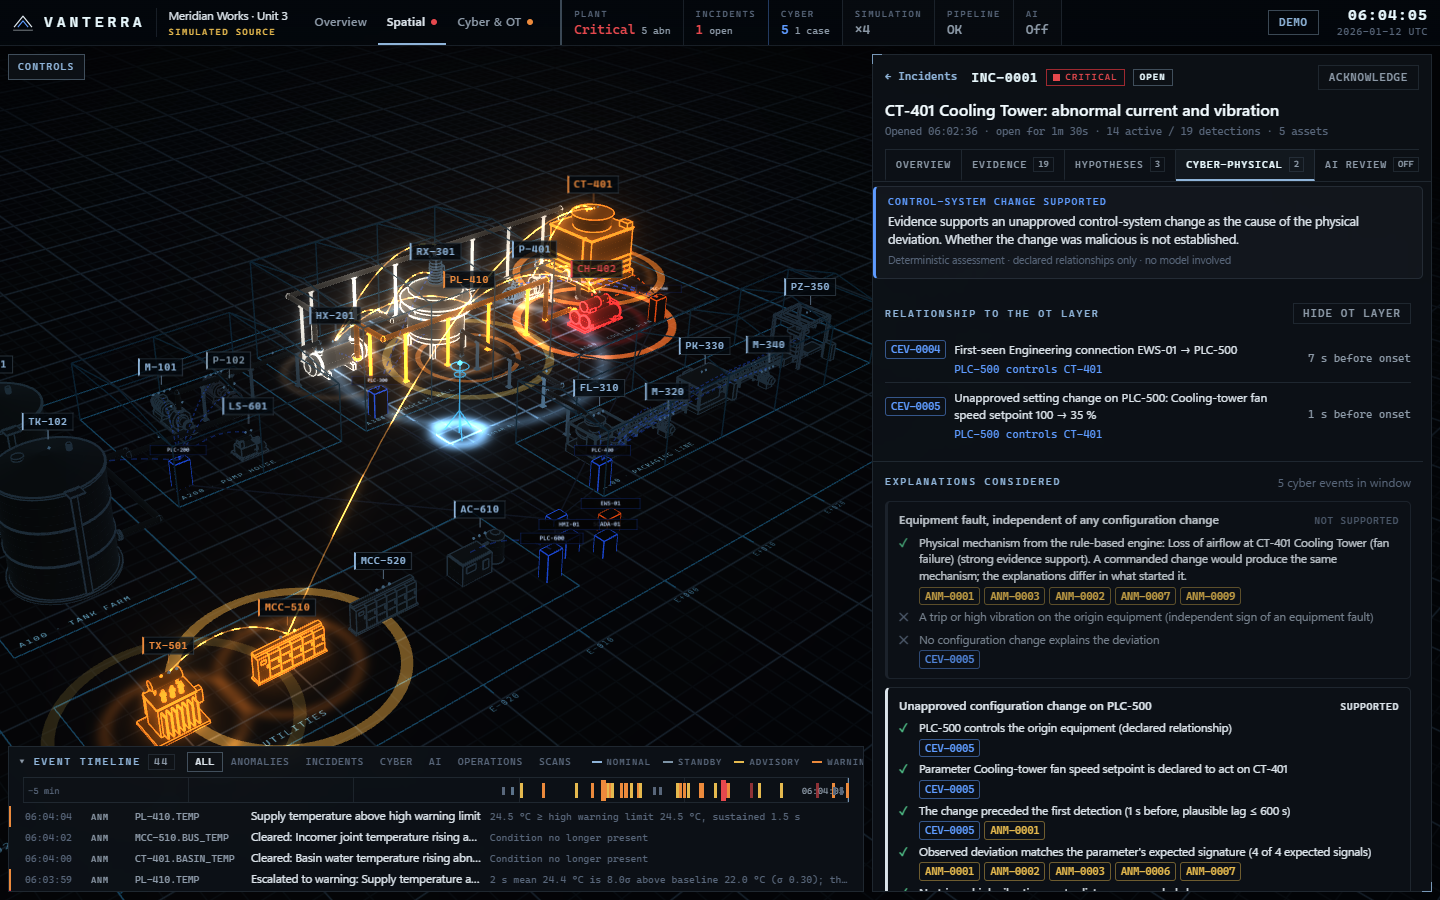 VANTERRA
Meridian Works · Unit 3
SIMULATED SOURCE
Overview
Spatial
Cyber & OT
PLANT
Critical 5 abn
INCIDENTS
1 open
CYBER
5 1 case
SIMULATION
×4
PIPELINE
OK
AI
Off
DEMO
06:04:05
2026-01-12 UTC
CONTROLS
CT-401
RX-301
P-401
PL-410
CH-402
PZ-350
HX-201
M-101
P-102
PK-330
M-340
LS-601
FL-310
M-320
TK-102
PLC-200
PLC-300
PLC-400
A200 · PUMP HOUSE
PACKAGING LINE
AC-610
EWS-01
HMI-01
ADA-01
PLC-600
MCC-520
A100 · TANK FARM
MCC-510
TX-501
UTILITIES
E-020
← Incidents
INC-0001
CRITICAL
OPEN
ACKNOWLEDGE
CT-401 Cooling Tower: abnormal current and vibration
Opened 06:02:36 · open for 1m 30s · 14 active / 19 detections · 5 assets
OVERVIEW
EVIDENCE 19
HYPOTHESES 3
CYBER-PHYSICAL 2
AI REVIEW OFF
CONTROL-SYSTEM CHANGE SUPPORTED
Evidence supports an unapproved control-system change as the cause of the physical
deviation. Whether the change was malicious is not established.
Deterministic assessment · declared relationships only · no model involved
RELATIONSHIP TO THE OT LAYER
HIDE OT LAYER
CEV-0004 First-seen Engineering connection EWS-01 → PLC-500
7 s before onset
PLC-500 controls CT-401
CEV-0005 Unapproved setting change on PLC-500: Cooling-tower fan
speed setpoint 100 → 35 %
1 s before onset
PLC-500 controls CT-401
EXPLANATIONS CONSIDERED
5 cyber events in window
Equipment fault, independent of any configuration change
NOT SUPPORTED
✓ Physical mechanism from the rule-based engine: Loss of airflow at CT-401 Cooling Tower (fan
failure) (strong evidence support). A commanded change would produce the same
mechanism; the explanations differ in what started it.
ANM-0001 ANM-0003 ANM-0002 ANM-0007 ANM-0009
✕ A trip or high vibration on the origin equipment (independent sign of an equipment fault)
✕ No configuration change explains the deviation
CEV-0005
Unapproved configuration change on PLC-500
SUPPORTED
✓ PLC-500 controls the origin equipment (declared relationship)
CEV-0005
✓ Parameter Cooling-tower fan speed setpoint is declared to act on CT-401
CEV-0005
✓ The change preceded the first detection (1 s before, plausible lag ≤ 600 s)
CEV-0005 ANM-0001
✓ Observed deviation matches the parameter's expected signature (4 of 4 expected signals)
ANM-0001 ANM-0002 ANM-0003 ANM-0006 ANM-0007
▾ EVENT TIMELINE 44
ALL
ANOMALIES
INCIDENTS
CYBER
AI
OPERATIONS
SCANS
NOMINAL
STANDBY
ADVISORY
WARNIN
−5 min
06:04:05
06:04:04 ANM PL-410.TEMP Supply temperature above high warning limit 24.5 °C ≥ high warning limit 24.5 °C, sustained 1.5 s
06:04:02 ANM MCC-510.BUS_TEMP Cleared: Incomer joint temperature rising a… Condition no longer present
06:04:00 ANM CT-401.BASIN_TEMP Cleared: Basin water temperature rising abn… Condition no longer present
06:03:59 ANM PL-410.TEMP Escalated to warning: Supply temperature a… 2 s mean 24.4 °C is 8.0σ above baseline 22.0 °C (σ 0.30); th…